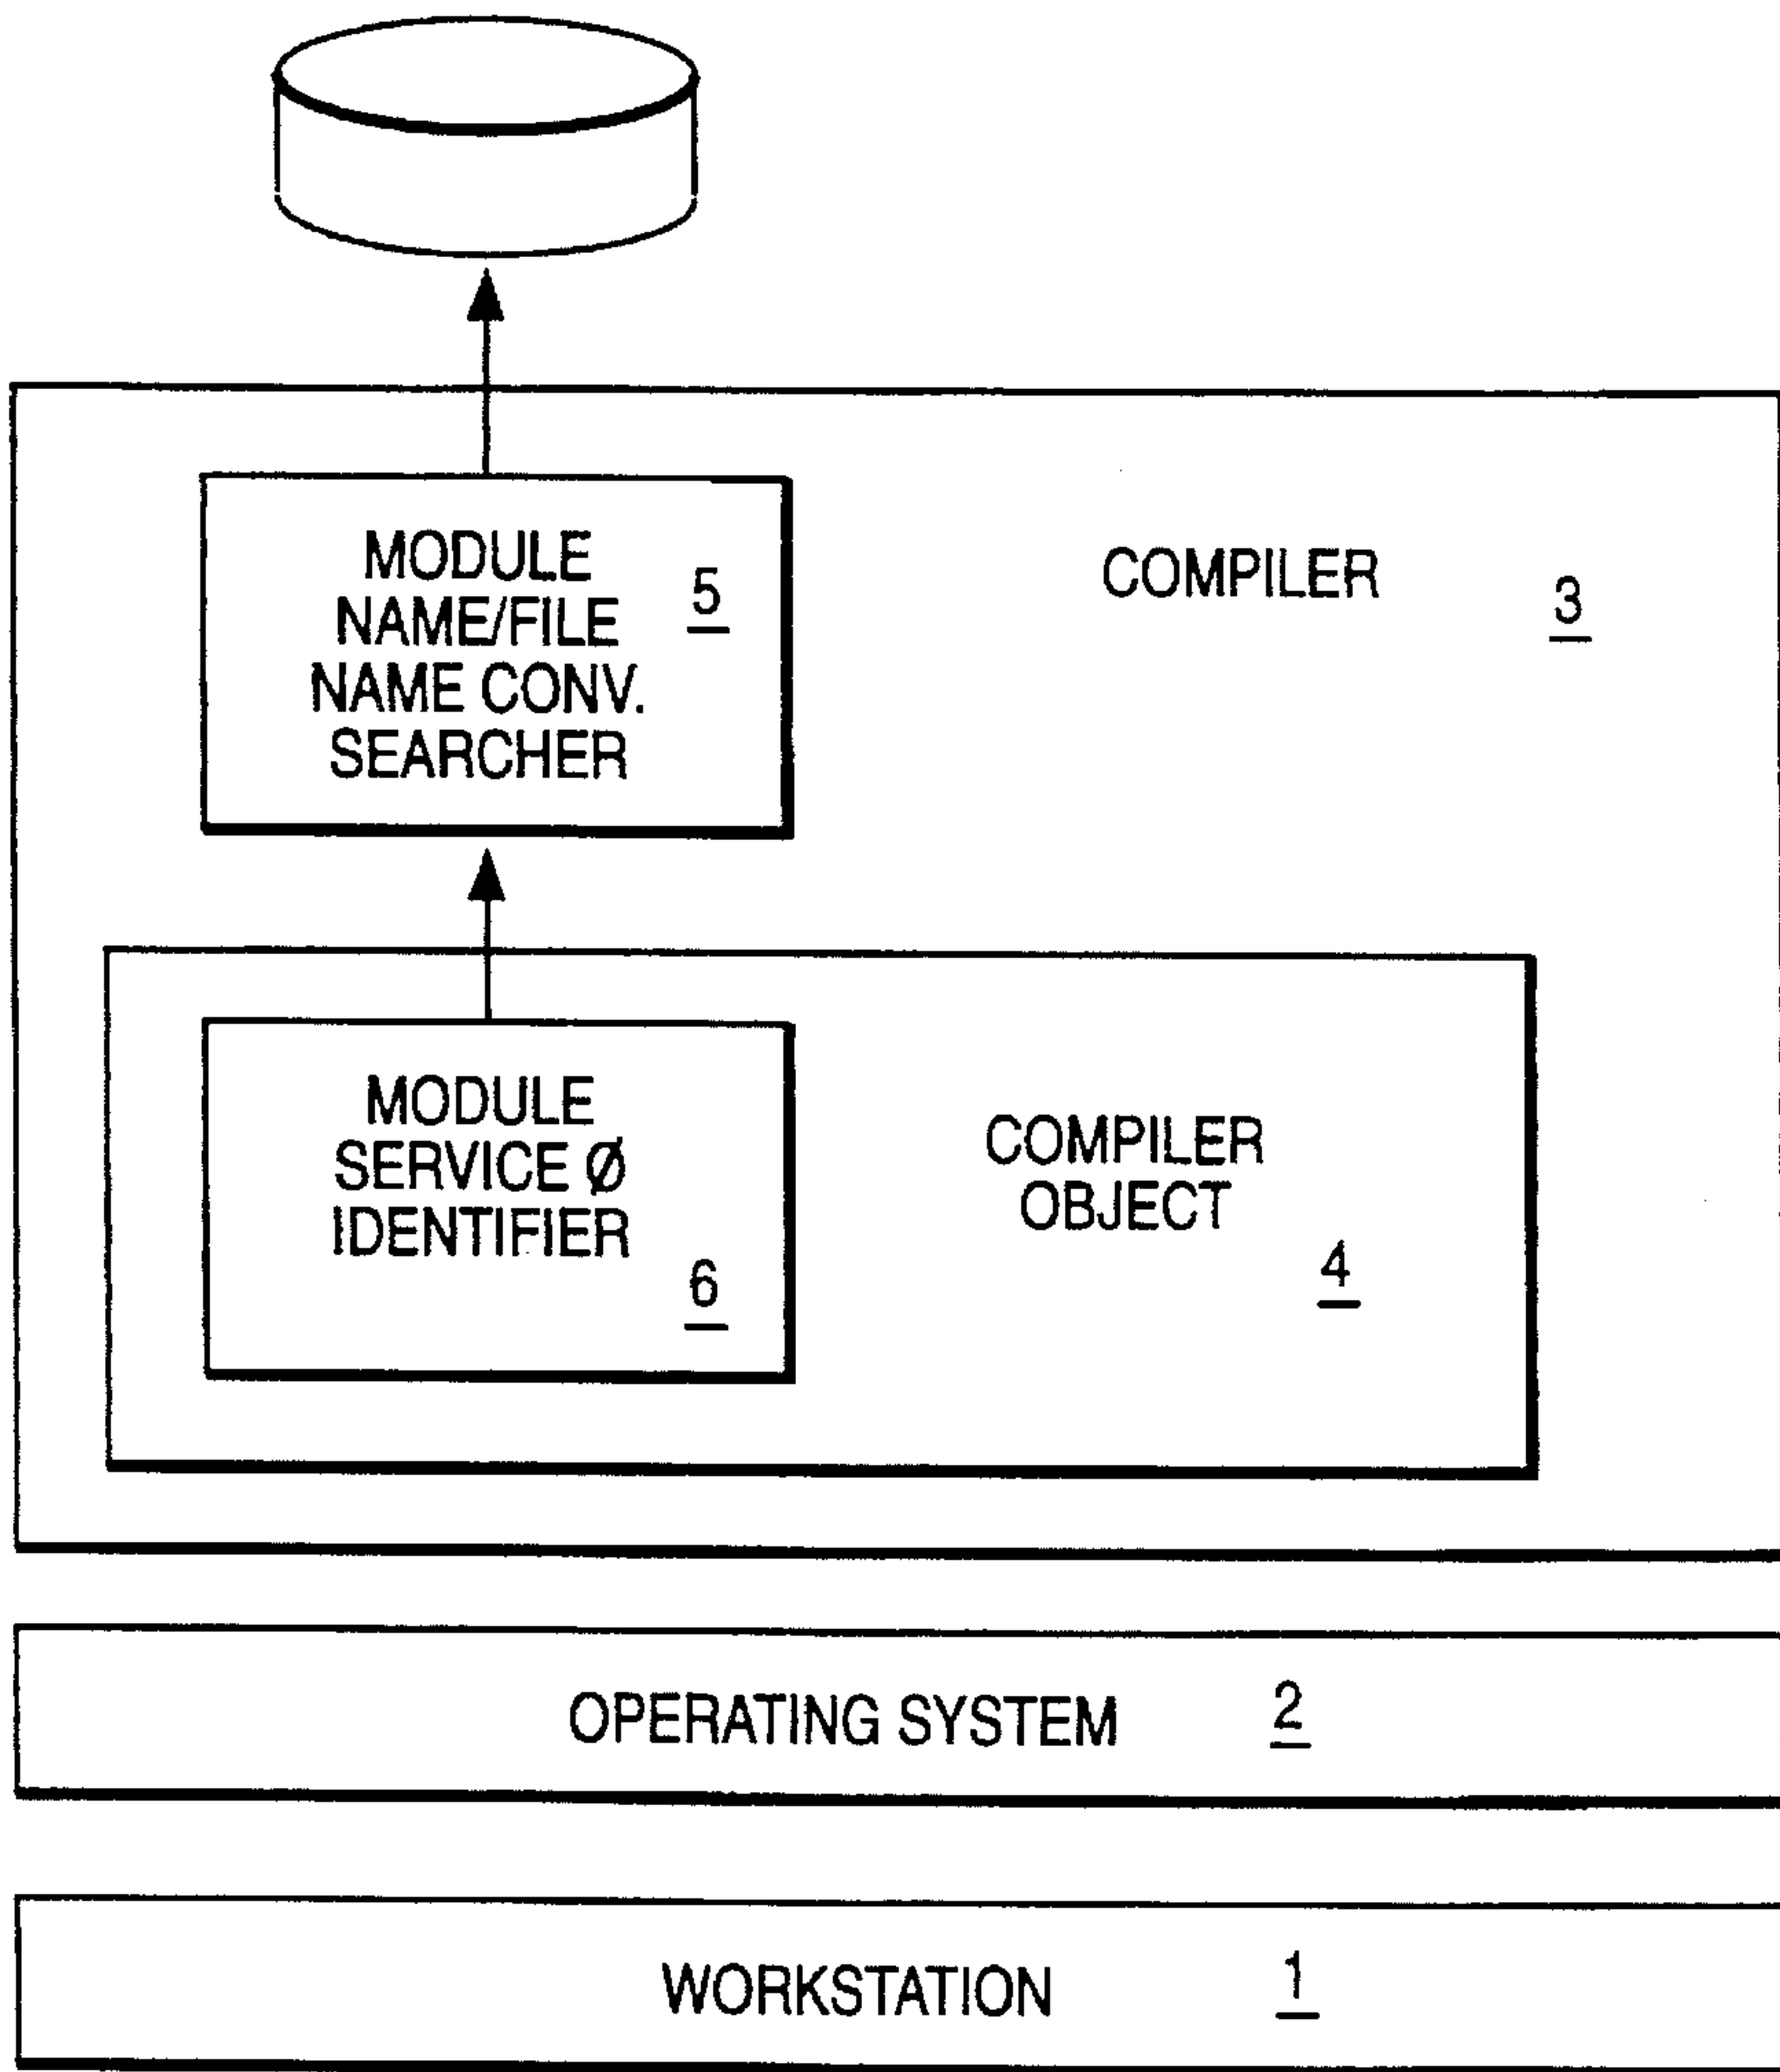 MODULE
NAME/FILE
NAME CONV.
SEARCHER
5
COMPILER
3
MODULE
SERVICE Ø
IDENTIFIER
6
COMPILER
OBJECT
4
OPERATING SYSTEM 2
WORKSTATION 1